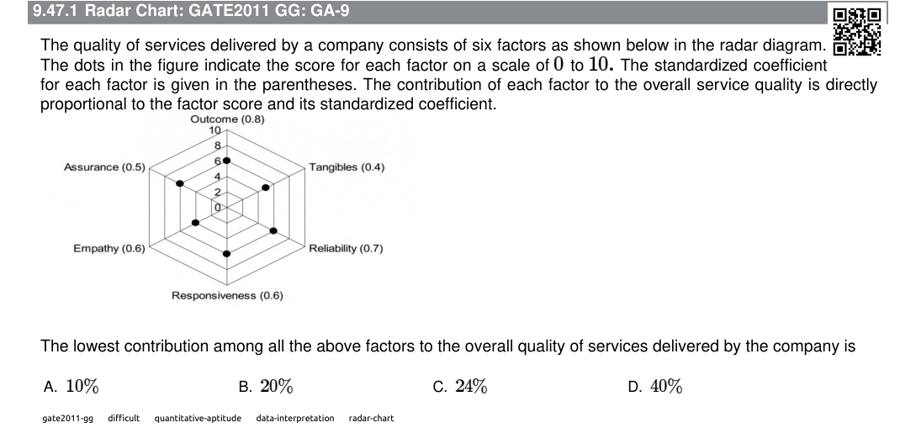 9.47.1 Radar Chart: GATE2011 GG: GA-9
The quality of services delivered by a company consists of six factors as shown below in the radar diagram.
The dots in the figure indicate the score for each factor on a scale of 0 to 10. The standardized coefficient
for each factor is given in the parentheses. The contribution of each factor to the overall service quality is directly
proportional to the factor score and its standardized coefficient.
Outcome (0.8)
10
8
6
Assurance (0.5) Tangibles (0.4)
4
2
0
Empathy (0.6) Reliability (0.7)
Responsiveness (0.6)
The lowest contribution among all the above factors to the overall quality of services delivered by the company is
A. 10% B. 20% C. 24% D. 40%
gate2011-gg difficult quantitative-aptitude data-interpretation radar-chart